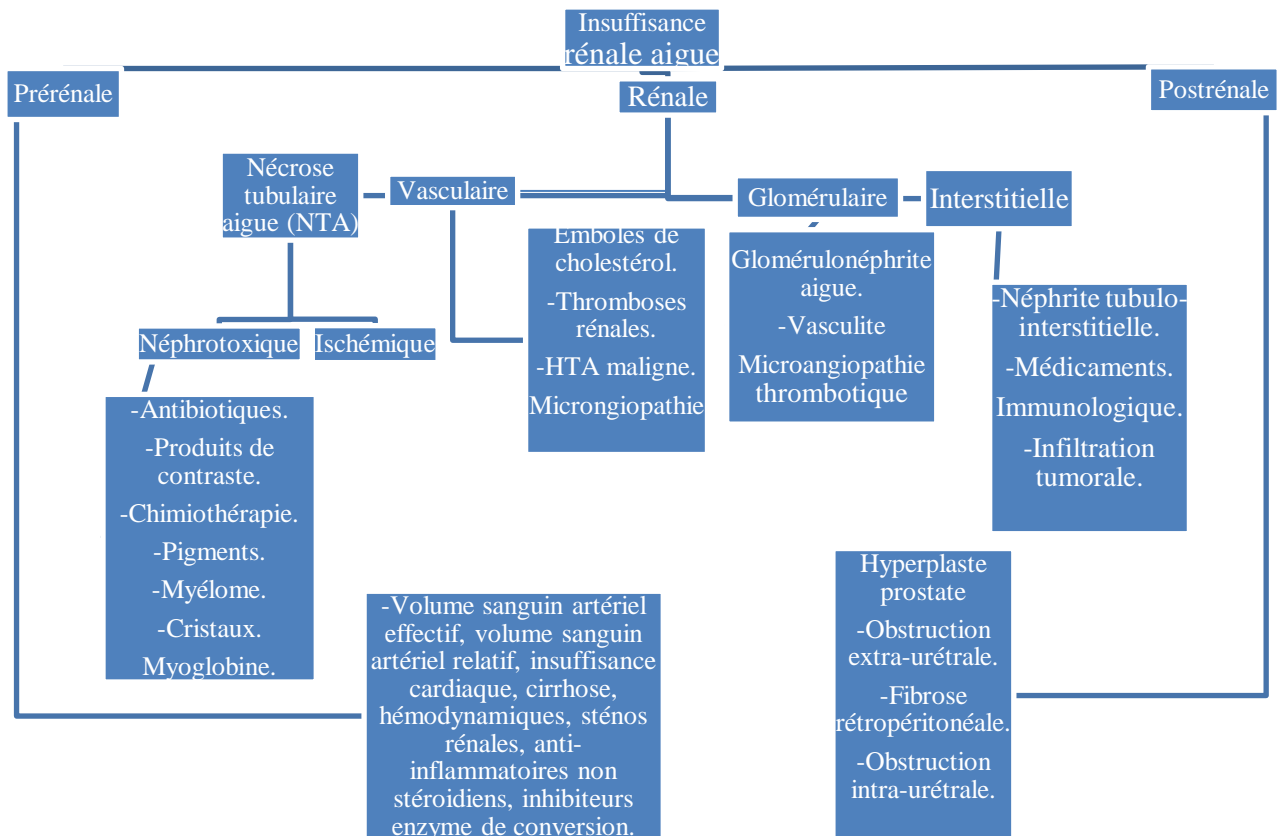 Insuffisance
rénale aigue
Prérénale
Rénale
Postrénale
Nécrose
tubulaire
aigue (NTA)
Vasculaire
Glomérulaire
Interstitielle
Emboles de
cholestérol.
-Thromboses
rénales.
-HTA maligne.
Microngiopathie
Glomérulonéphrite
aigue.
-Vasculite
Microangiopathie
thrombotique
-Néphrite tubulo-
interstitielle.
-Médicaments.
Immunologique.
-Infiltration
tumorale.
Néphrotoxique
Ischémique
-Antibiotiques.
-Produits de
contraste.
-Chimiothérapie.
-Pigments.
-Myélome.
-Cristaux.
Myoglobine.
-Volume sanguin artériel
effectif, volume sanguin
artériel relatif, insuffisance
cardiaque, cirrhose,
hémodynamiques, sténos
rénales, anti-
inflammatoires non
stéroidiens, inhibiteurs
enzyme de conversion.
Hyperplaste
prostate
-Obstruction
extra-urétrale.
-Fibrose
rétropéritonéale.
-Obstruction
intra-urétrale.